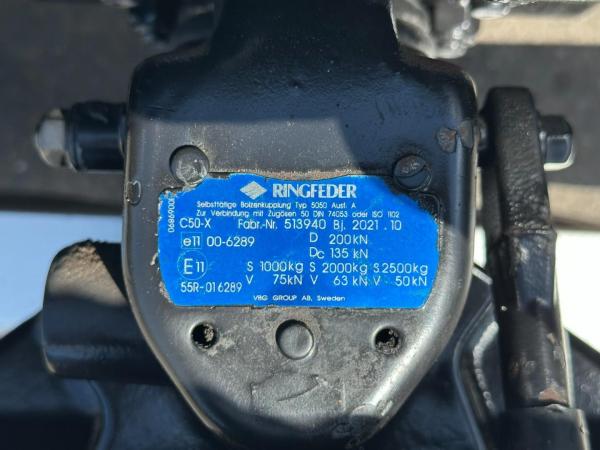 RINGFEDER
Selbsttätige Bolzenkupplung Typ 5050 Ausf. A
Zur Verbindung mit Zugösen 50 DIN 74053 oder ISO 1102
C50-X Fabr.-Nr. 513940 Bj. 2021.10
e11 00-6289 D 200kN
Dc 135 kN
E11 S 1000kg S 2000kg S 2500kg
55R-016289 V 75kN V 63 kN V 50kN
VBG GROUP AB, Sweden